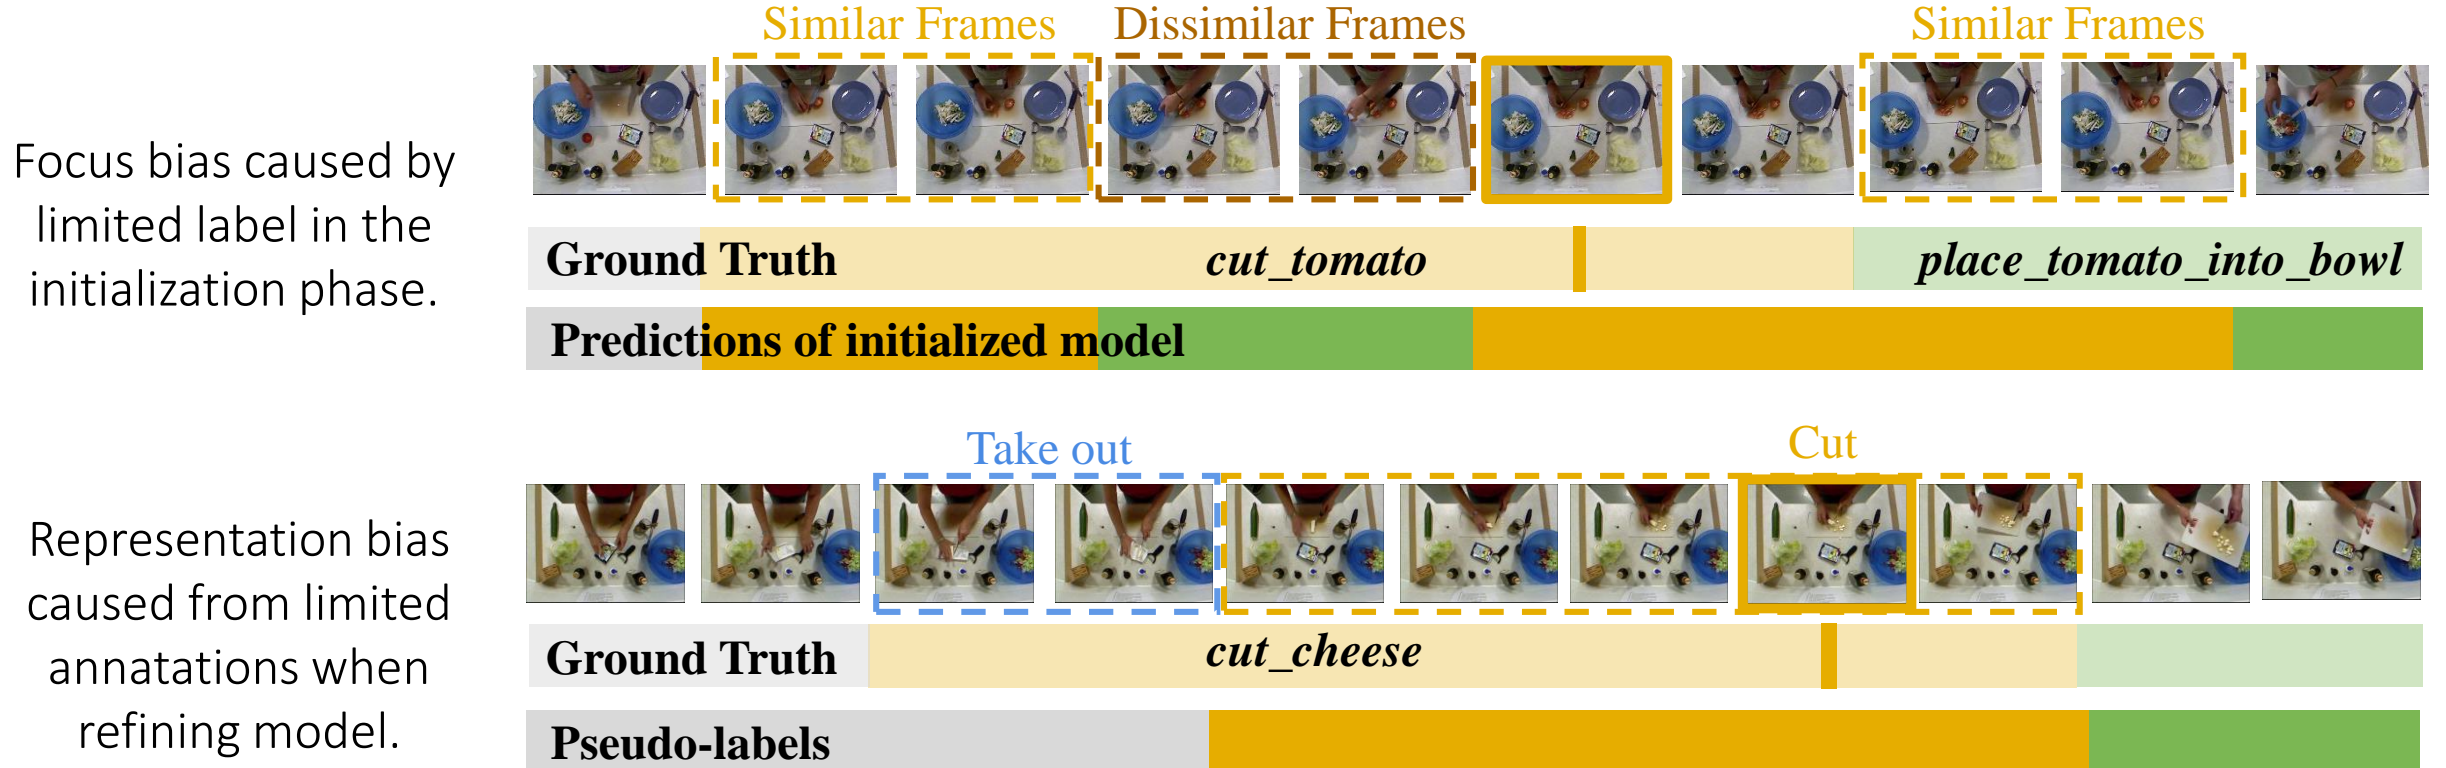 Similar Frames
Dissimilar Frames
Similar Frames
Focus bias caused by
limited label in the
initialization phase.
Ground Truth
cut_tomato
place_tomato_into_bowl
Predictions of initialized model
Take out
Cut
Representation bias
caused from limited
annatations when
refining model.
Ground Truth
cut_cheese
Pseudo-labels